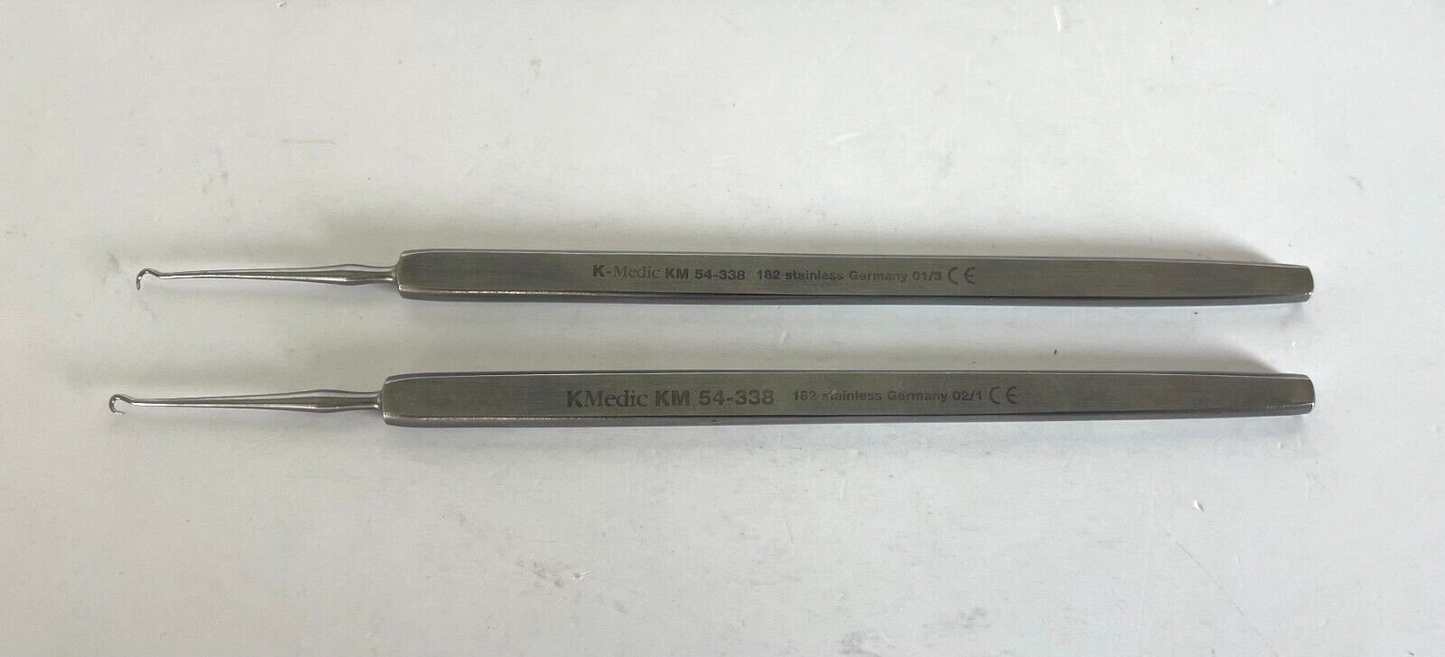 K-Medic KM 54-338 182 stainless Germany 01/3 CE
KMedic KM 54-338 182 stainless Germany 02/1 CE